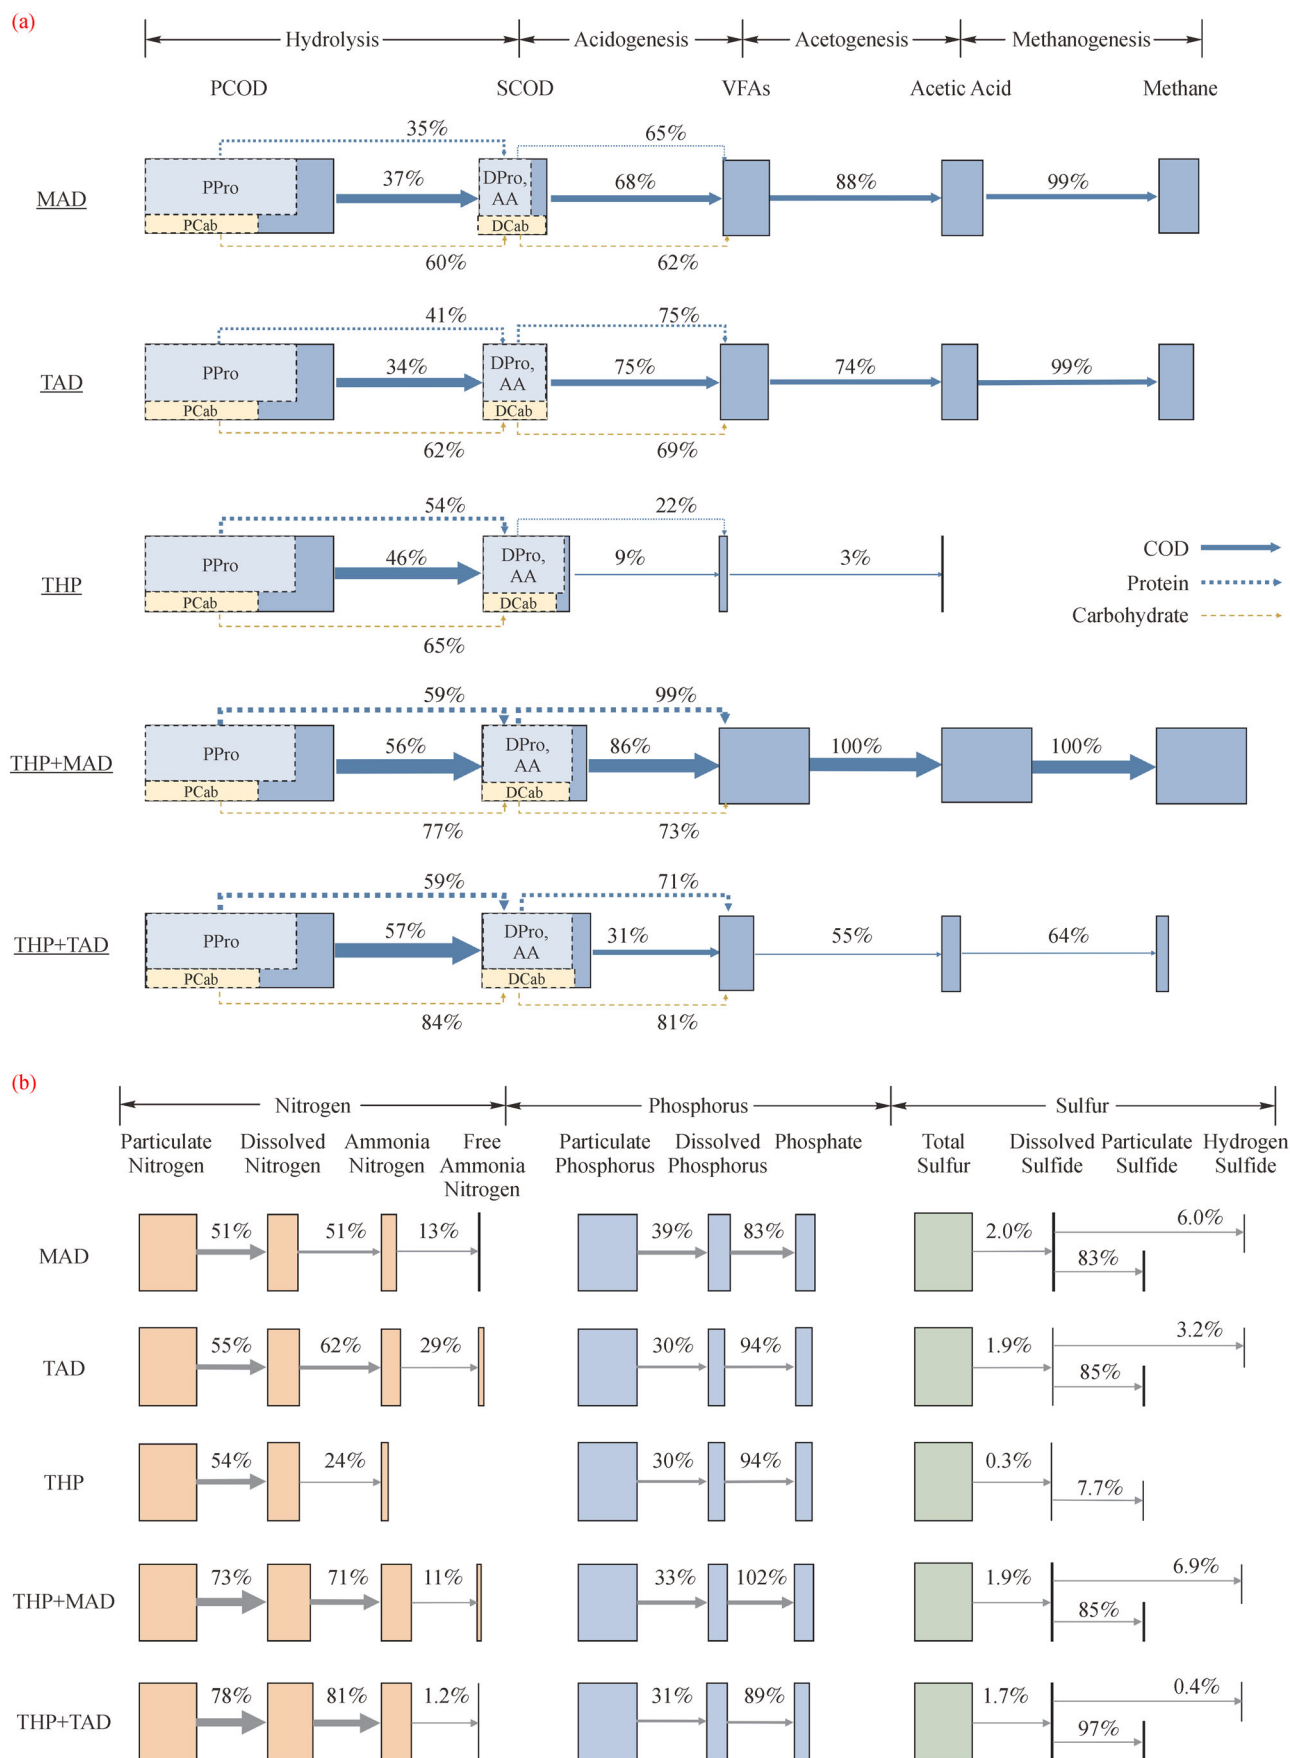 (a)
Hydrolysis Acidogenesis Acetogenesis Methanogenesis
PCOD SCOD VFAs Acetic Acid Methane
35% 65%
MAD PPro 37% DPro, AA 68% 88% 99%
PCab DCab
60% 62%
41% 75%
TAD PPro 34% DPro, AA 75% 74% 99%
PCab DCab
62% 69%
54% 22%
THP PPro 46% DPro, AA 9% 3%
PCab DCab
65%
COD
Protein
Carbohydrate
59% 99%
THP+MAD PPro 56% DPro, AA 86% 100% 100%
PCab DCab
77% 73%
59% 71%
THP+TAD PPro 57% DPro, AA 31% 55% 64%
PCab DCab
84% 81%
(b)
Nitrogen Phosphorus Sulfur
Particulate Nitrogen Dissolved Nitrogen Ammonia Nitrogen Free Ammonia Nitrogen Particulate Phosphorus Dissolved Phosphorus Phosphate Total Sulfur Dissolved Sulfide Particulate Sulfide Hydrogen Sulfide
MAD 51% 51% 13% 39% 83% 2.0% 6.0%
83%
TAD 55% 62% 29% 30% 94% 1.9% 3.2%
85%
THP 54% 24% 30% 94% 0.3%
7.7%
THP+MAD 73% 71% 11% 33% 102% 1.9% 6.9%
85%
THP+TAD 78% 81% 1.2% 31% 89% 1.7% 0.4%
97%